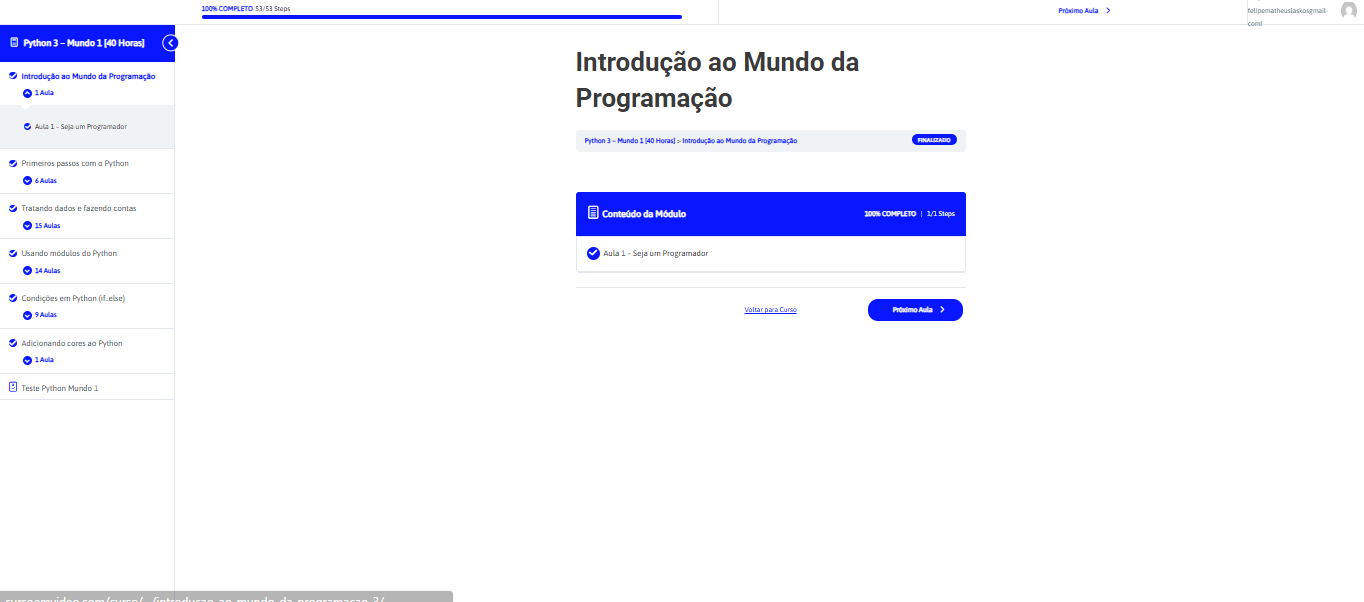 100% COMPLETO 53/53 Steps
Próximo Aula
felipematheuslaskosgmail-
com!
Python 3 – Mundo 1 [40 Horas]
Introdução ao Mundo da Programação
1 Aula
Aula 1 – Seja um Programador
Primeiros passos com o Python
6 Aulas
Tratando dados e fazendo contas
15 Aulas
Usando módulos do Python
14 Aulas
Condições em Python (if..else)
9 Aulas
Adicionando cores ao Python
1 Aula
Teste Python Mundo 1
Introdução ao Mundo da
Programação
Python 3 – Mundo 1 [40 Horas] > Introdução ao Mundo da Programação
FINALIZADO
Conteúdo da Módulo
100% COMPLETO | 1/1 Steps
Aula 1 – Seja um Programador
Voltar para Curso
Próximo Aula